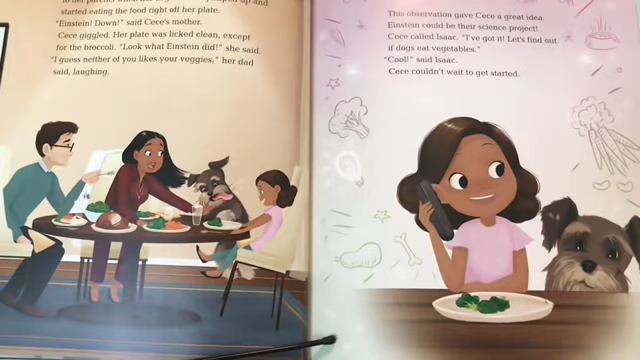 started eating the food right off her plate.
"Einstein! Down!" said Cece's mother.
Cece giggled. Her plate was licked clean, except
for the broccoli. "Look what Einstein did!" she said.
"I guess neither of you likes your veggies," her dad
said, laughing.
This observation gave Cece a great idea.
Einstein could be their science project!
Cece called Isaac. "I've got it! Let's find out
if dogs eat vegetables."
"Cool!" said Isaac.
Cece couldn't wait to get started.